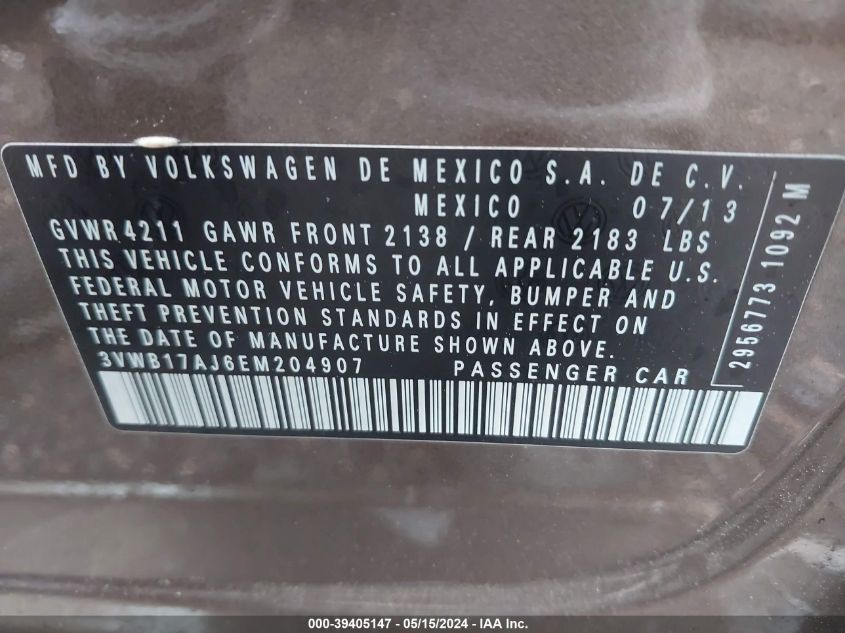 MFD BY VOLKSWAGEN DE MEXICO S.A. DE C.V.
MEXICO 07/13
GVWR 4211 GAWR FRONT 2138 / REAR 2183 LBS
THIS VEHICLE CONFORMS TO ALL APPLICABLE U.S.
FEDERAL MOTOR VEHICLE SAFETY, BUMPER AND
THEFT PREVENTION STANDARDS IN EFFECT ON
THE DATE OF MANUFACTURE SHOWN ABOVE.
3VWB17AJ6EM204907 PASSENGER CAR
2956773 1092 M
000-39405147 - 05/15/2024 - IAA Inc.